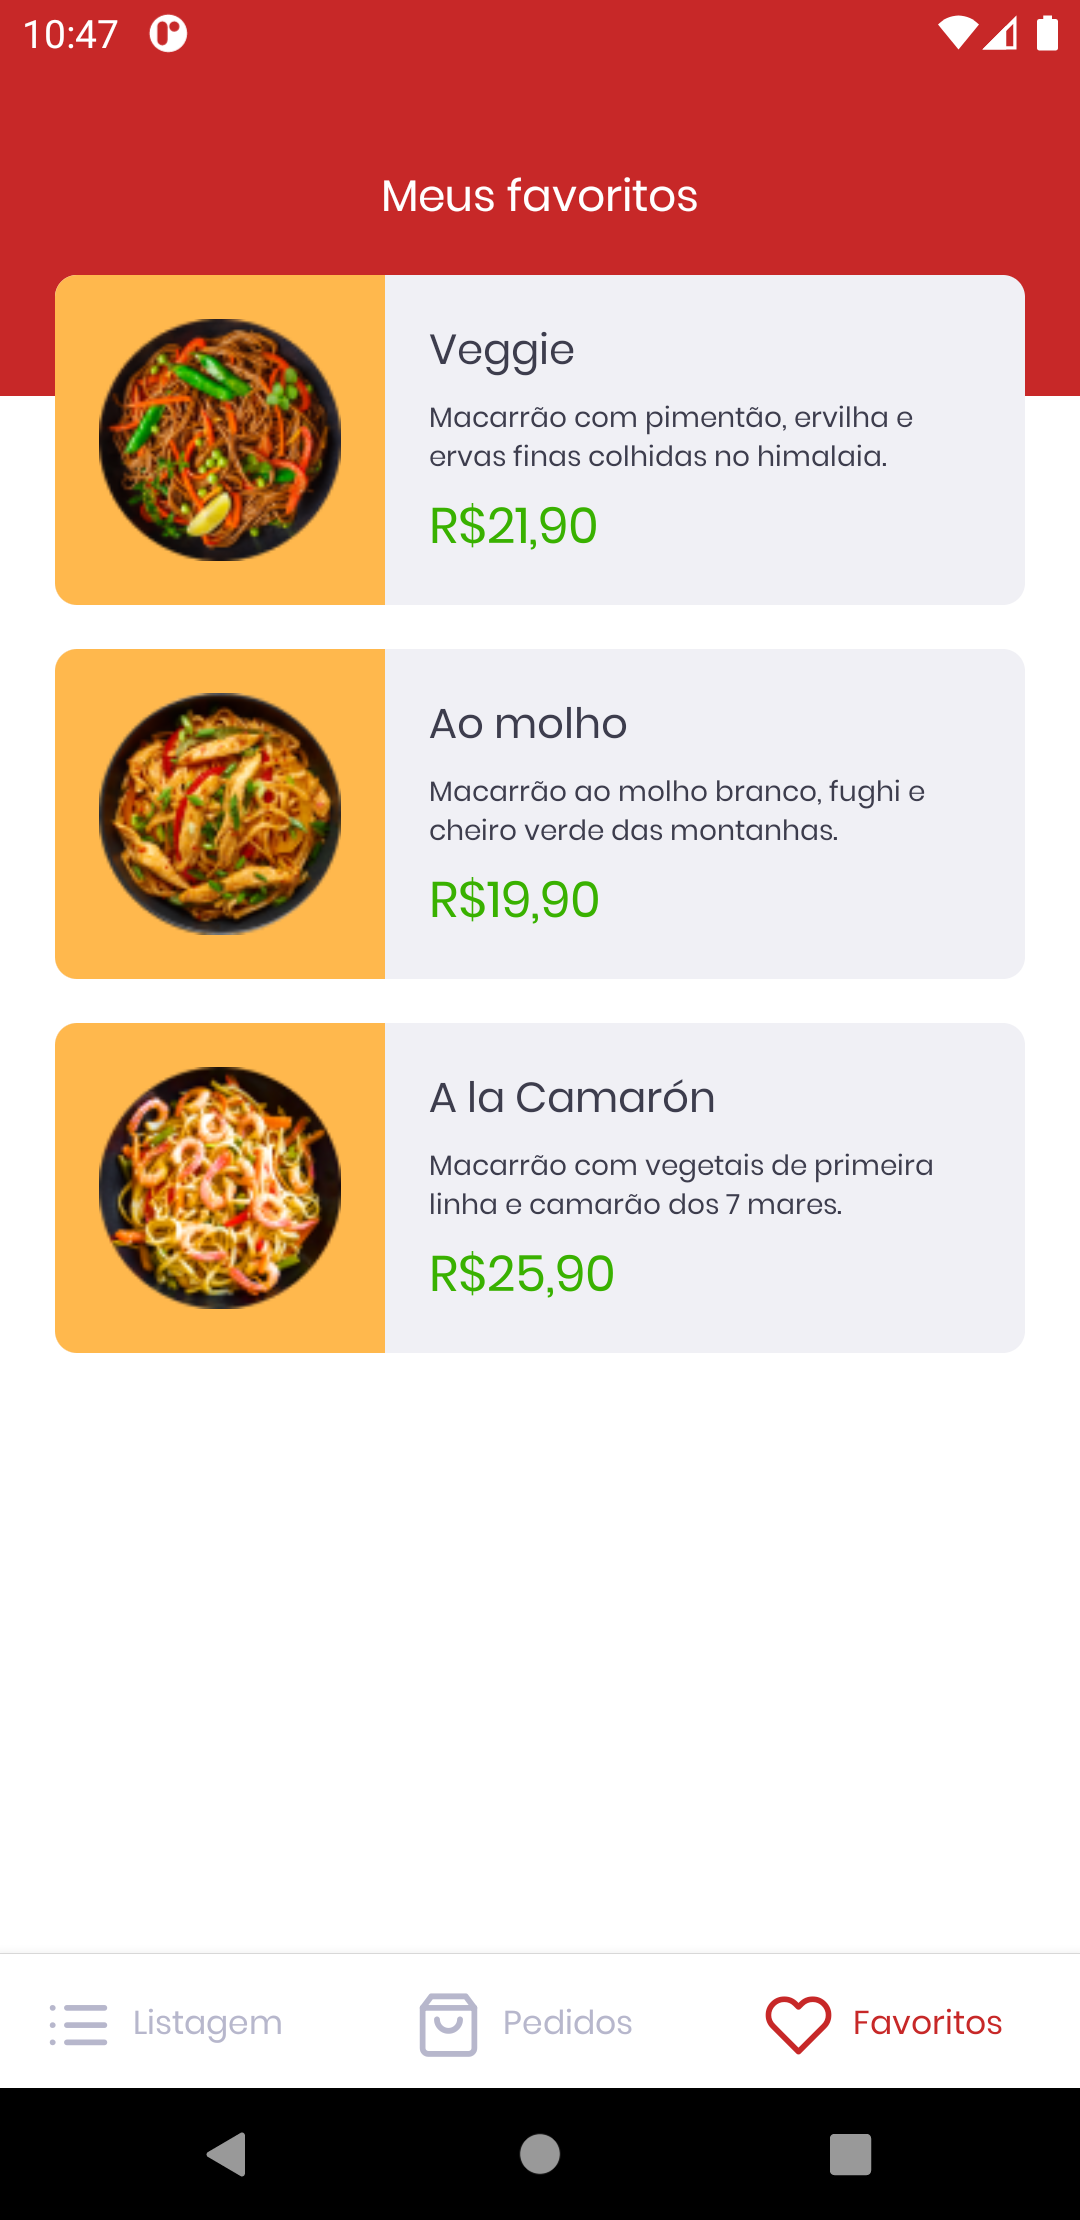 10:47
Meus favoritos
Veggie
Macarrão com pimentão, ervilha e
ervas finas colhidas no himalaia.
R$21,90
Ao molho
Macarrão ao molho branco, fughi e
cheiro verde das montanhas.
R$19,90
A la Camarón
Macarrão com vegetais de primeira
linha e camarão dos 7 mares.
R$25,90
Listagem
Pedidos
Favoritos